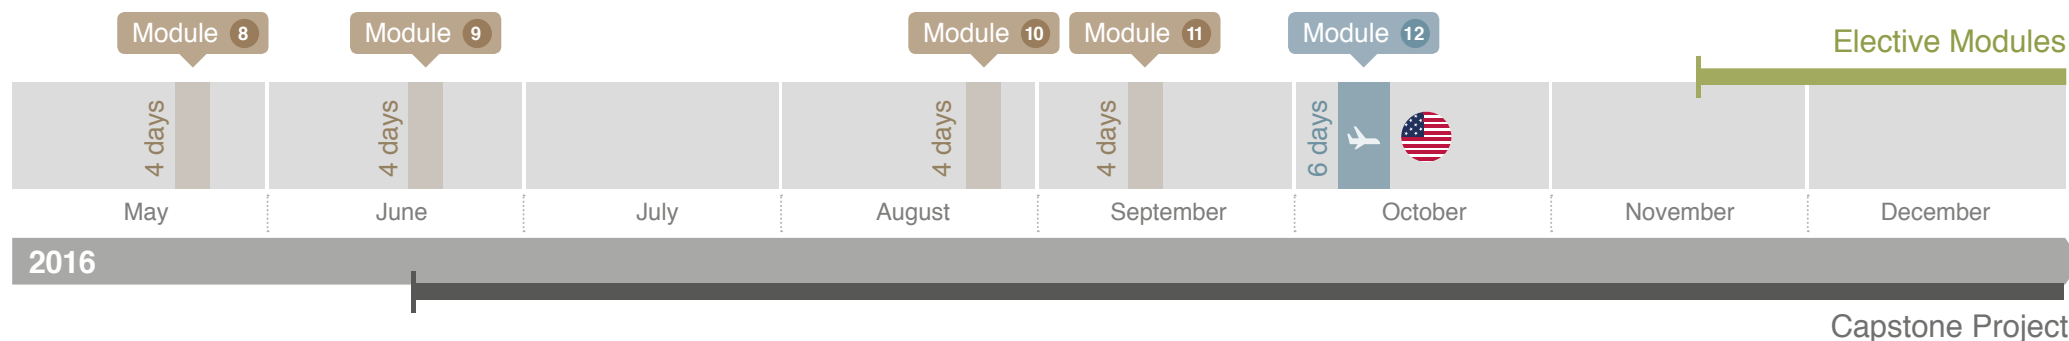 Module 8
Module 9
Module 10
Module 11
Module 12
Elective Modules
4 days
4 days
4 days
4 days
6 days
May
June
July
August
September
October
November
December
2016
Capstone Project